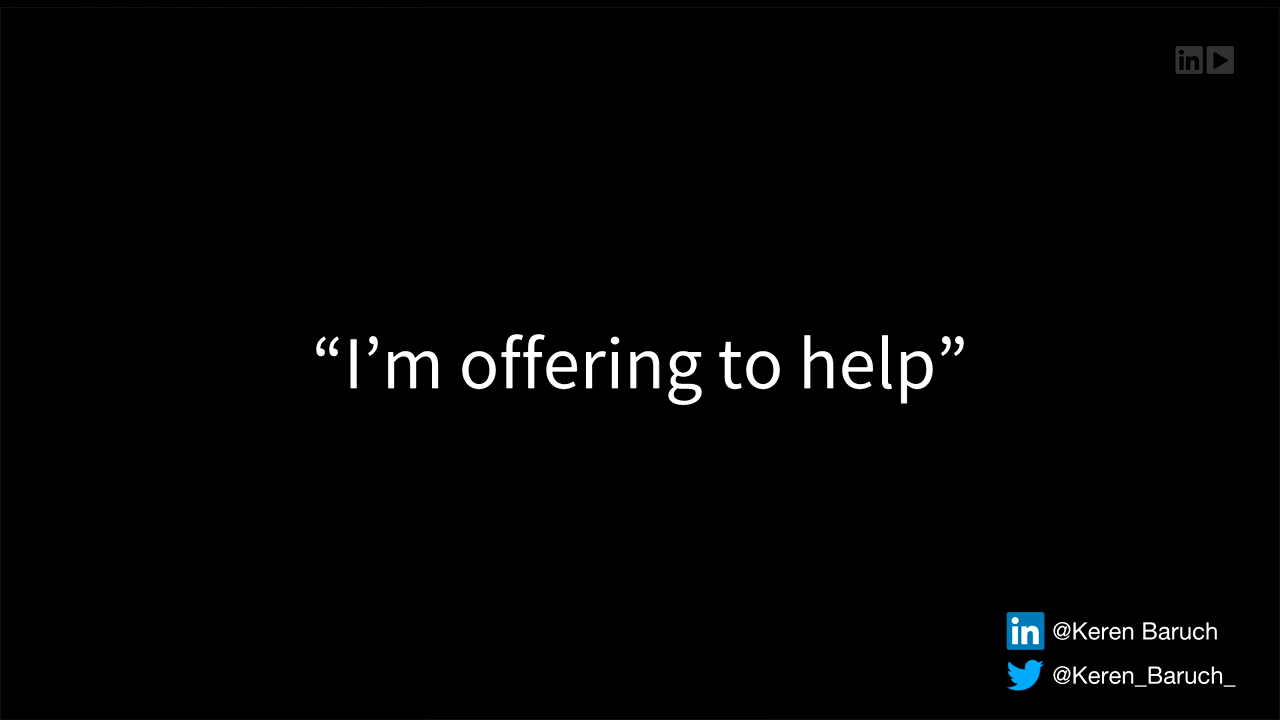 “I’m offering to help”
@Keren Baruch
@Keren_Baruch_